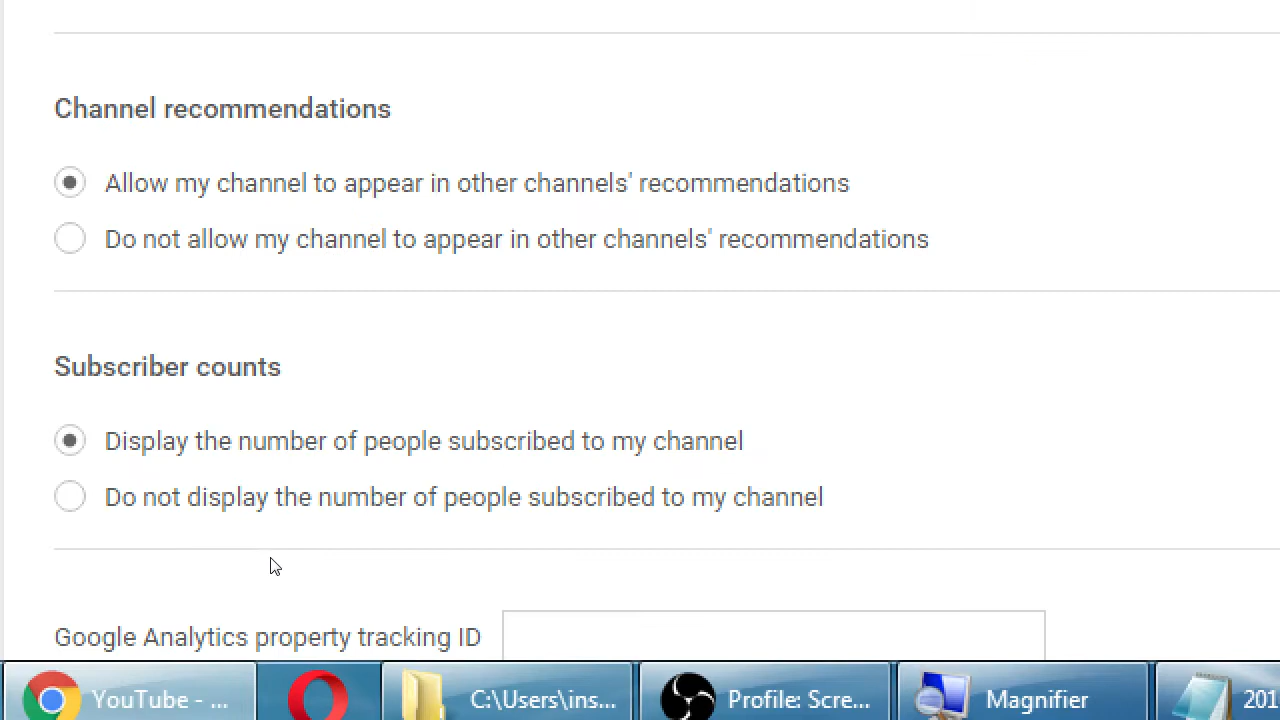 Channel recommendations
Allow my channel to appear in other channels' recommendations
Do not allow my channel to appear in other channels' recommendations
Subscriber counts
Display the number of people subscribed to my channel
Do not display the number of people subscribed to my channel
Google Analytics property tracking ID
YouTube - ... C:\Users\ins... Profile: Scre... Magnifier 201